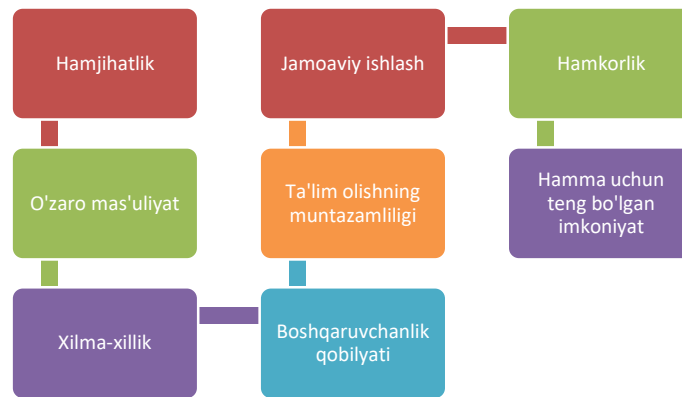 Hamjihatlik
O'zaro mas'uliyat
Xilma-xillik
Boshqaruvchanlik
qobilyati
Ta'lim olishning
muntazamliligi
Jamoaviy ishlash
Hamkorlik
Hamma uchun
teng bo'lgan
imkoniyat